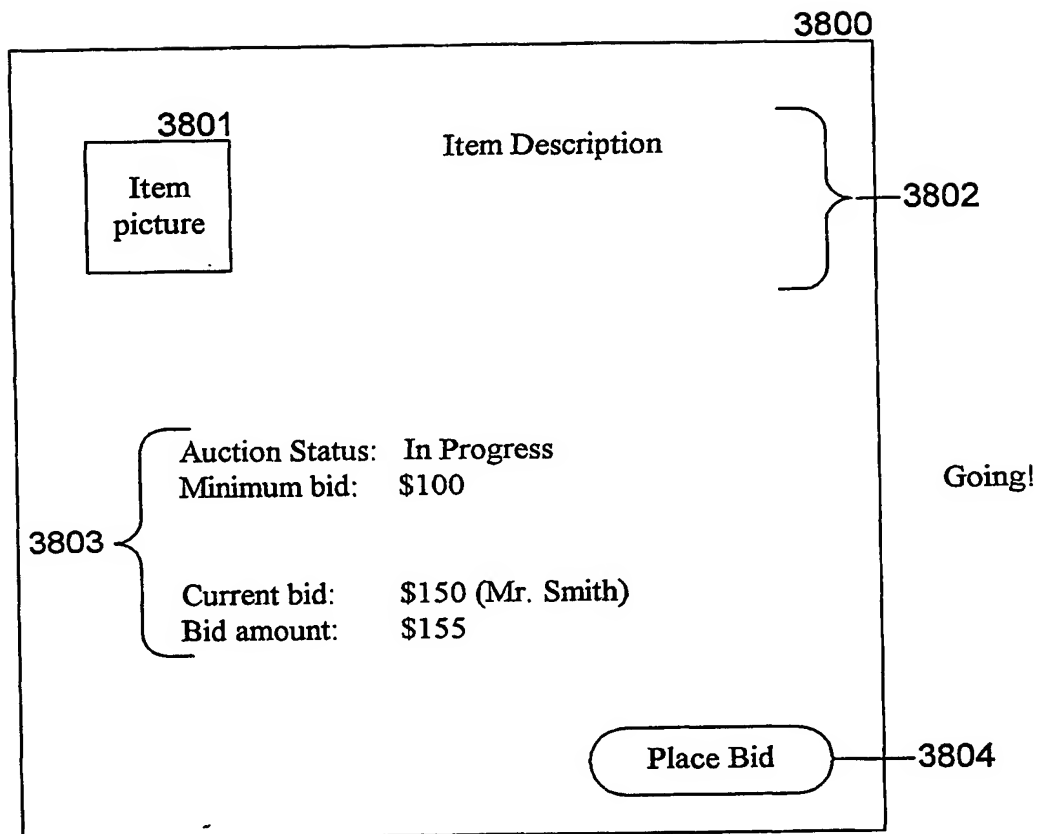 3800
3801
Item Description
Item
picture
3802
Auction Status: In Progress
Minimum bid: $100
Going!
3803
Current bid: $150 (Mr. Smith)
Bid amount: $155
Place Bid
3804